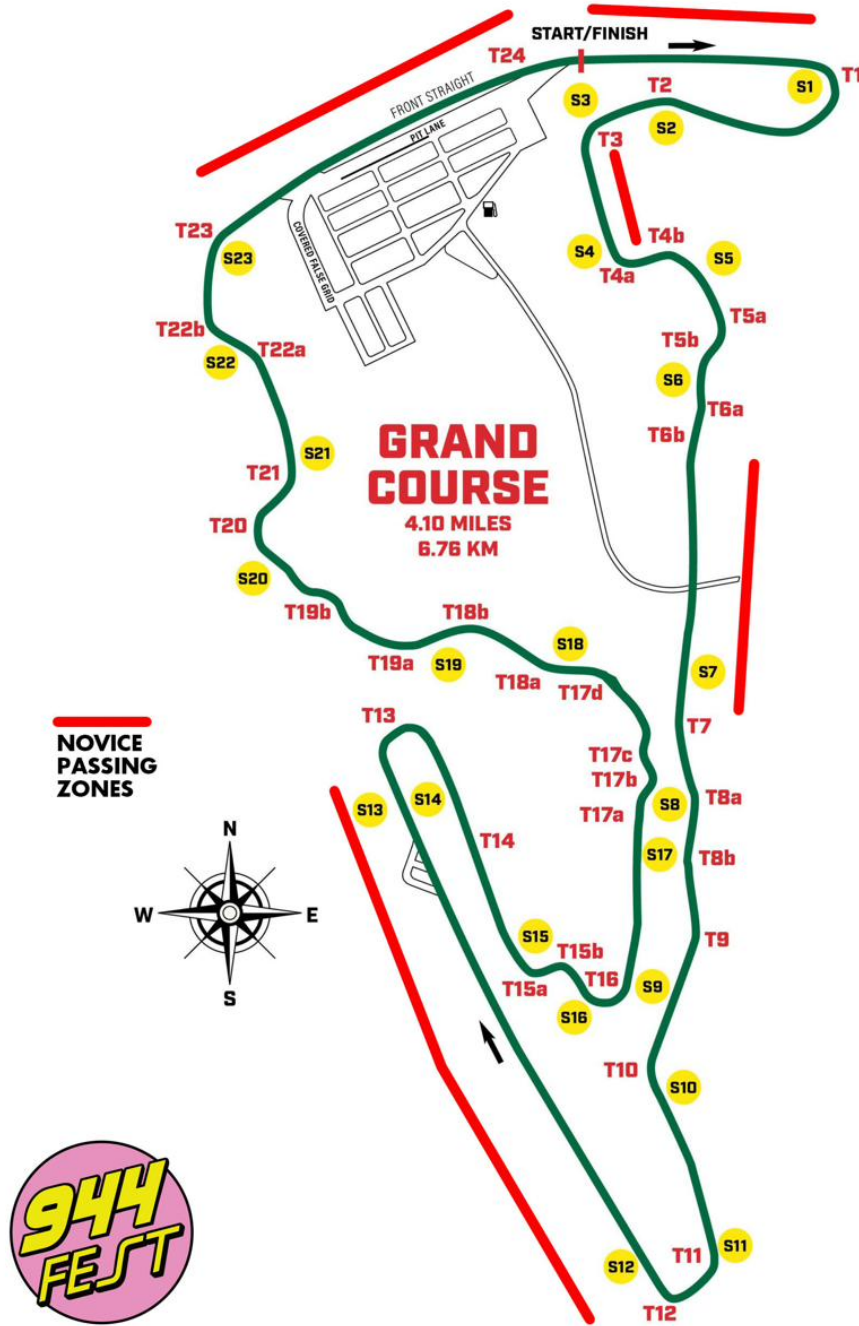 START/FINISH
T24
T1
S1
T2
S3
S2
FRONT STRAIGHT
PIT LANE
T3
T23
T4b
S23
COVERED FALSE GRID
S4
T4a
S5
T22b
T22a
S22
T5a
T5b
S6
T6a
T6b
GRAND
COURSE
4.10 MILES
6.76 KM
S21
T21
T20
S20
T19b
T18b
T19a
S19
S18
T18a
T17d
S7
T13
T7
NOVICE
PASSING
ZONES
T17c
T17b
S13
S14
T17a
S8
T8a
T14
S17
T8b
N
W
E
S
S15
T15b
T9
T15a
T16
S9
S16
T10
S10
944
FEST
T11
S11
S12
T12